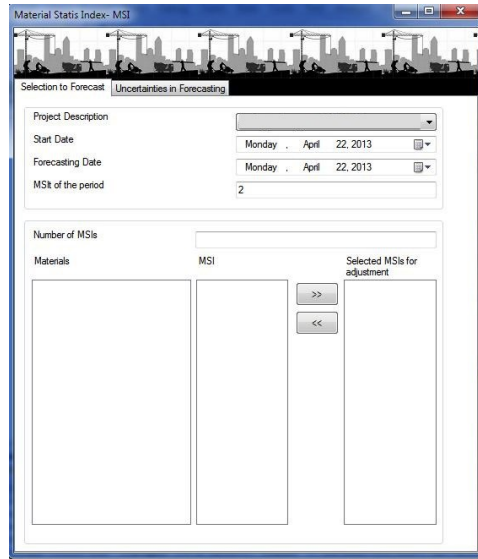 Material Statis Index- MSI
Selection to Forecast Uncertainties in Forecasting
Project Description
Start Date Monday , April 22, 2013
Forecasting Date Monday , April 22, 2013
MSIt of the period 2
Number of MSIs
Materials MSI Selected MSIs for
adjustment
>>
<<